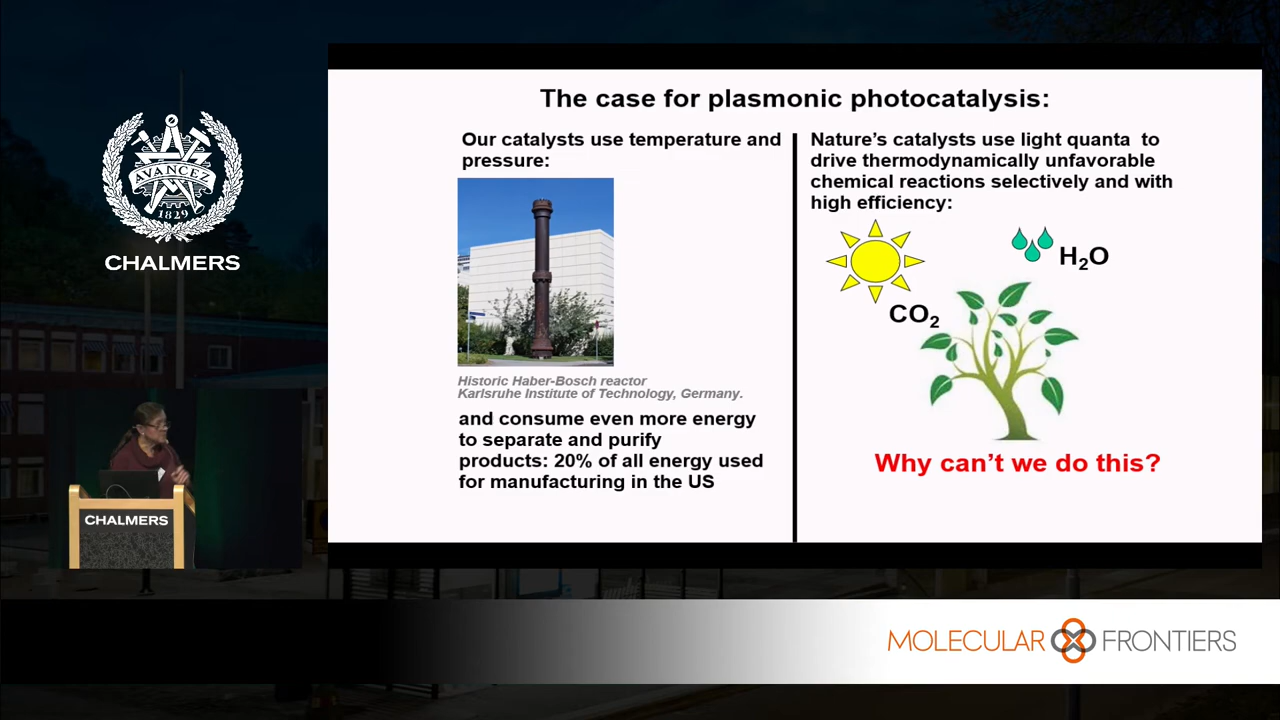 AVANCEZ
1829
CHALMERS
CHALMERS
The case for plasmonic photocatalysis:
Our catalysts use temperature and
pressure:
Historic Haber-Bosch reactor
Karlsruhe Institute of Technology, Germany.
and consume even more energy
to separate and purify
products: 20% of all energy used
for manufacturing in the US
Nature's catalysts use light quanta to
drive thermodynamically unfavorable
chemical reactions selectively and with
high efficiency:
H₂O
CO₂
Why can't we do this?
MOLECULAR FRONTIERS